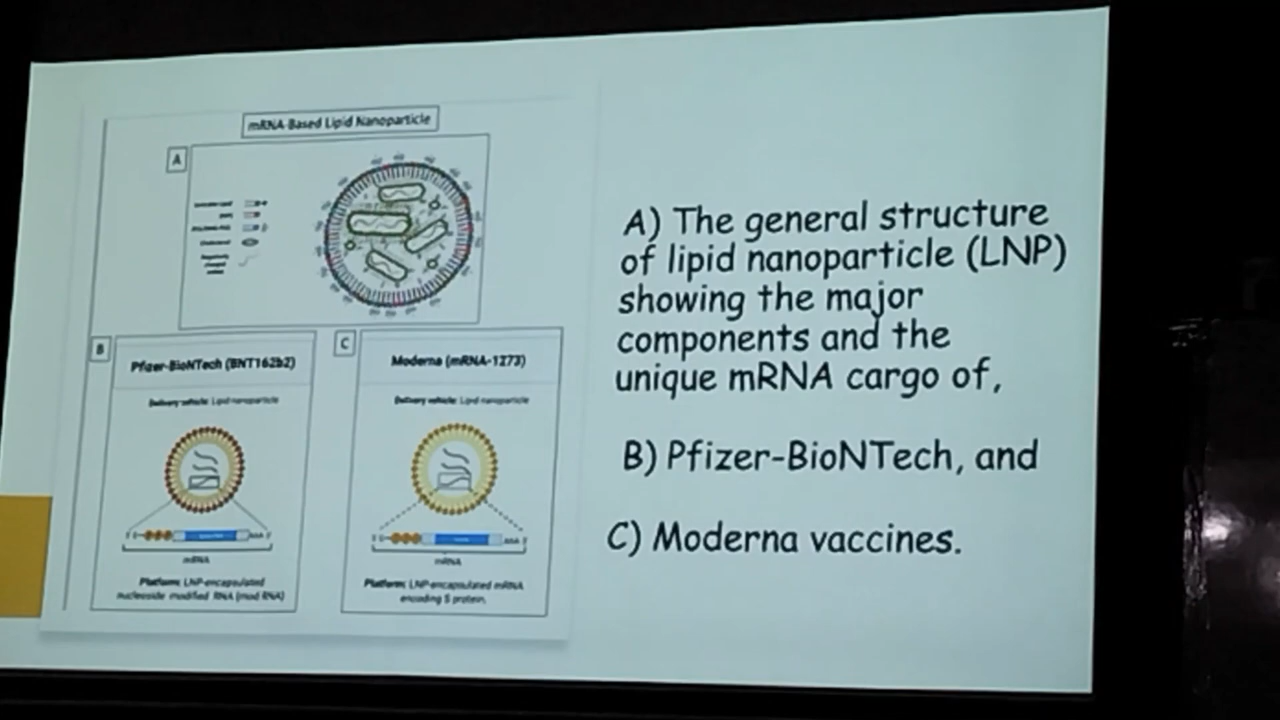 mRNA-Based Lipid Nanoparticle
A
Cholesterol
B
Pfizer-BioNTech (BNT162b2)
Delivery vehicle: Lipid nanoparticle
mRNA
Platform: LNP-encapsulated
nucleoside modified RNA (mod RNA)
C
Moderna (mRNA-1273)
Delivery vehicle: Lipid nanoparticle
AAA
mRNA
Platform: LNP-encapsulated mRNA
encoding S protein.
A) The general structure
of lipid nanoparticle (LNP)
showing the major
components and the
unique mRNA cargo of,
B) Pfizer-BioNTech, and
C) Moderna vaccines.